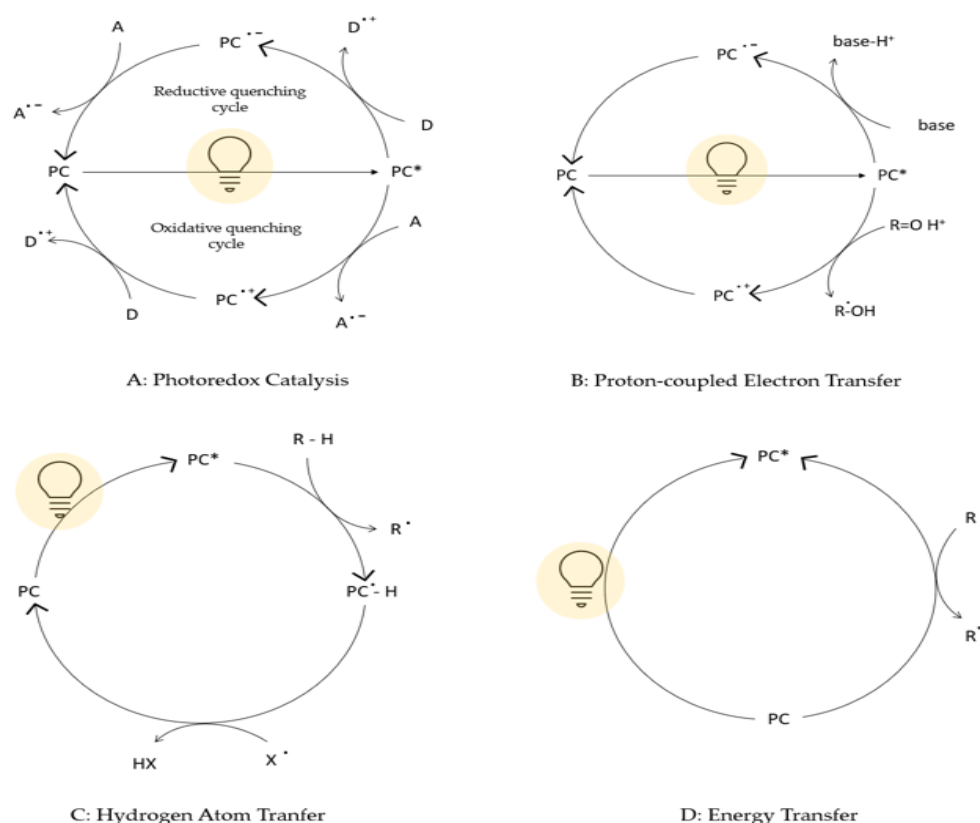 A
PC •–
D•+
Reductive quenching
cycle
A•–
D
PC
PC*
Oxidative quenching
cycle
D•+
A
D
PC•+
A•–
A: Photoredox Catalysis
base-H+
PC •–
base
PC
PC*
R=O H+
PC•+
R•-OH
B: Proton-coupled Electron Transfer
PC*
R - H
R•
PC
PC•- H
HX
X•
C: Hydrogen Atom Tranfer
PC*
R
R•
PC
D: Energy Transfer